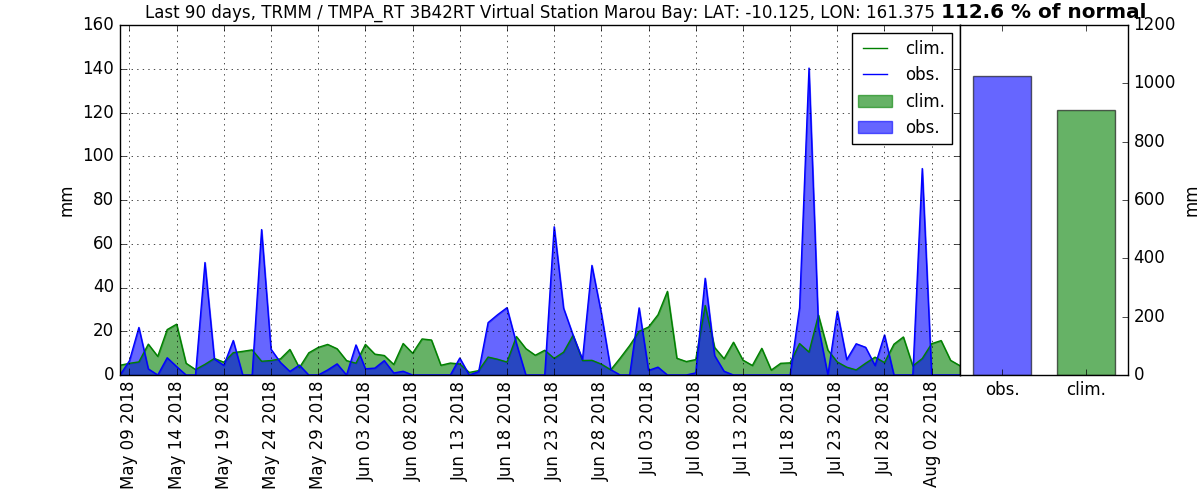 Last 90 days, TRMM / TMPA_RT 3B42RT Virtual Station Marou Bay: LAT: -10.125, LON: 161.375 112.6 % of normal
160
140
120
100
80
60
40
20
0
mm
clim.
obs.
clim.
obs.
May 09 2018
May 14 2018
May 19 2018
May 24 2018
May 29 2018
Jun 03 2018
Jun 08 2018
Jun 13 2018
Jun 18 2018
Jun 23 2018
Jun 28 2018
Jul 03 2018
Jul 08 2018
Jul 13 2018
Jul 18 2018
Jul 23 2018
Jul 28 2018
Aug 02 2018
1200
1000
800
600
400
200
0
mm
obs.
clim.